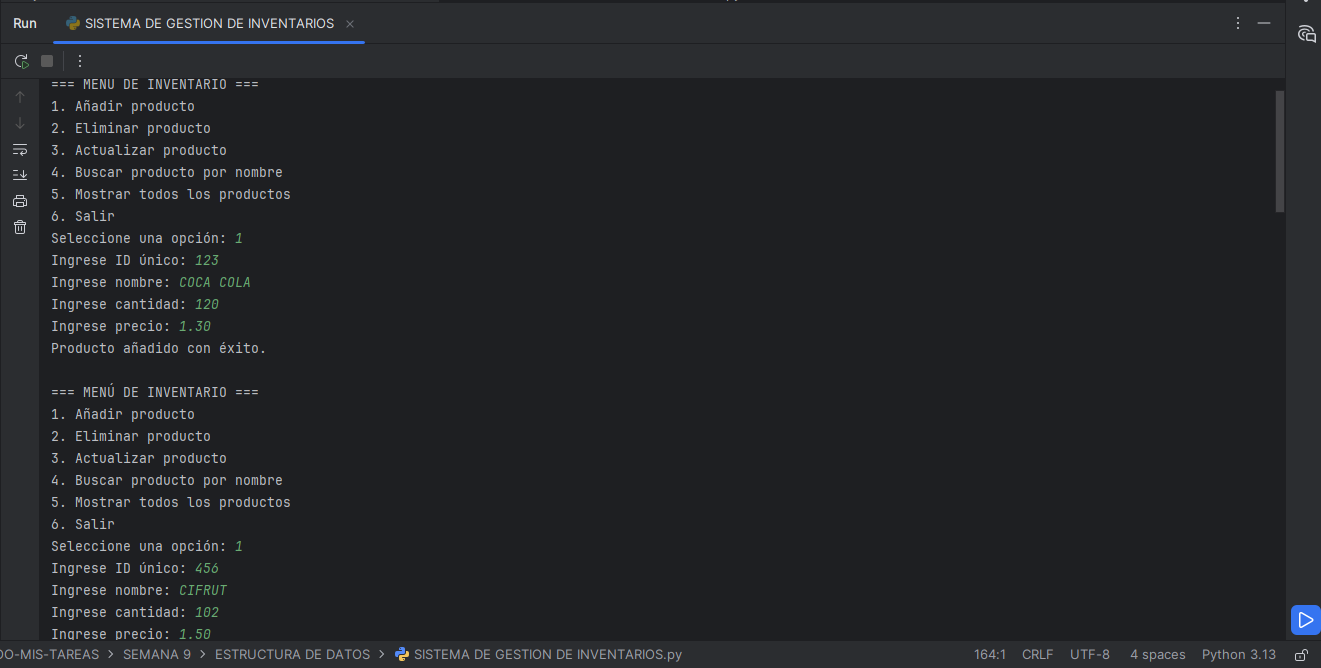 Run
SISTEMA DE GESTION DE INVENTARIOS
=== MENÚ DE INVENTARIO ===
1. Añadir producto
2. Eliminar producto
3. Actualizar producto
4. Buscar producto por nombre
5. Mostrar todos los productos
6. Salir
Seleccione una opción: 1
Ingrese ID único: 123
Ingrese nombre: COCA COLA
Ingrese cantidad: 120
Ingrese precio: 1.30
Producto añadido con éxito.
=== MENÚ DE INVENTARIO ===
1. Añadir producto
2. Eliminar producto
3. Actualizar producto
4. Buscar producto por nombre
5. Mostrar todos los productos
6. Salir
Seleccione una opción: 1
Ingrese ID único: 456
Ingrese nombre: CIFRUT
Ingrese cantidad: 102
Ingrese precio: 1.50
DO-MIS-TAREAS > SEMANA 9 > ESTRUCTURA DE DATOS > SISTEMA DE GESTION DE INVENTARIOS.py 164:1 CRLF UTF-8 4 spaces Python 3.13